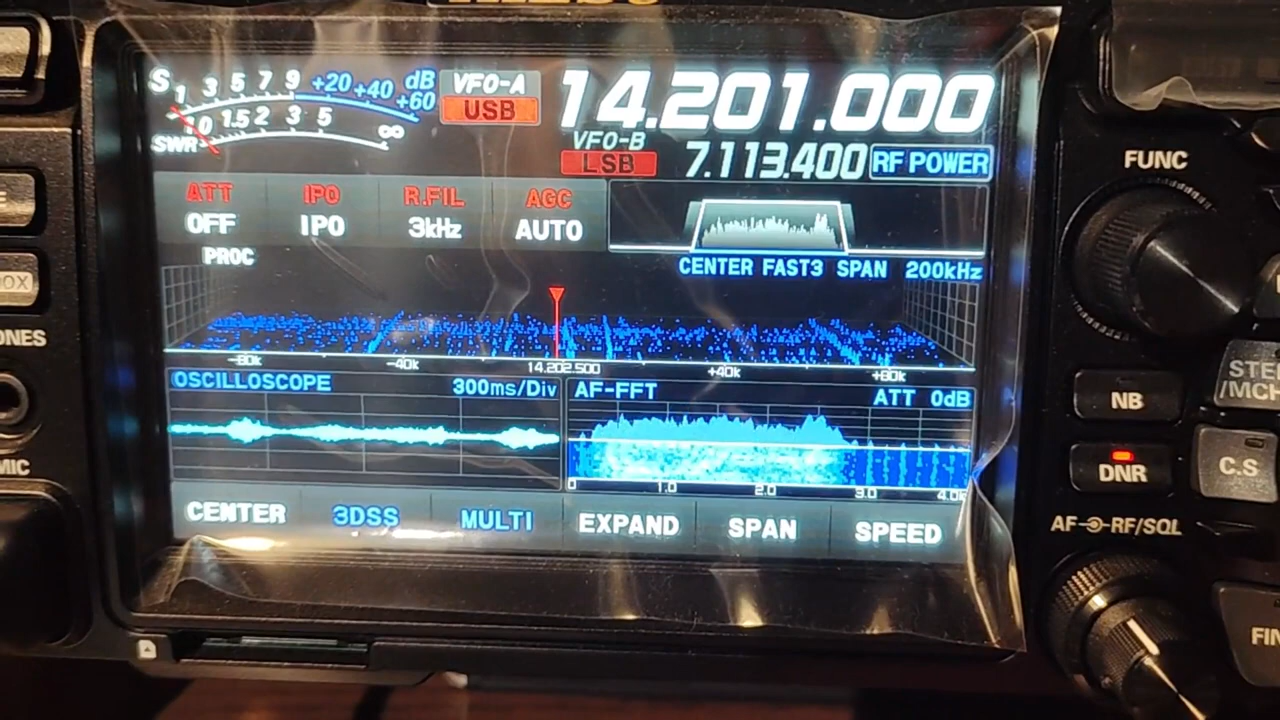 S 1 3 5 7 9 +20 +40 +60 dB
1.0 1.5 2 3 5 ∞
SWR
VFO-A
USB
14.201.000
VFO-B
LSB
7.113.400
RF POWER
ATT IPO R.FIL AGC
OFF IPO 3kHz AUTO
PROC
CENTER FAST3 SPAN 200kHz
-80k -40k 14.202.500 +40k +80k
OSCILLOSCOPE 300ms/Div
AF-FFT ATT 0dB
0 1.0 2.0 3.0 4.0k
CENTER 3DSS MULTI EXPAND SPAN SPEED
FUNC
NB
DNR
C.S
AF RF/SQL
MIC
/MCH
FIN